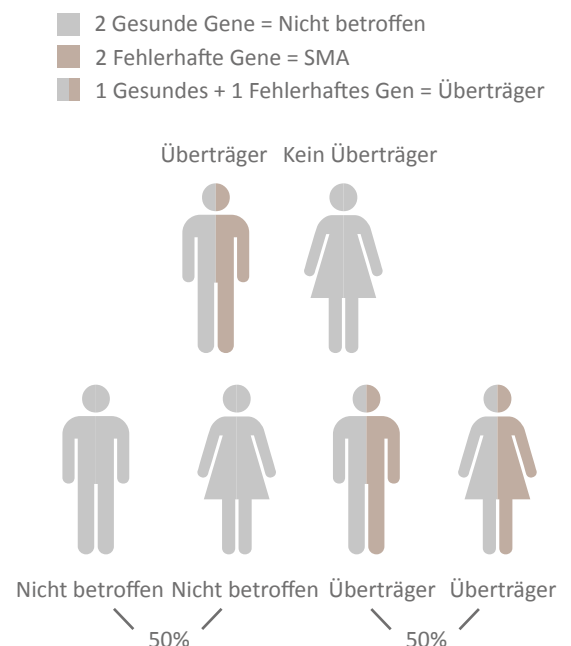 2 Gesunde Gene = Nicht betroffen
2 Fehlerhafte Gene = SMA
1 Gesundes + 1 Fehlerhaftes Gen = Überträger
Überträger Kein Überträger
Nicht betroffen Nicht betroffen Überträger Überträger
50% 50%